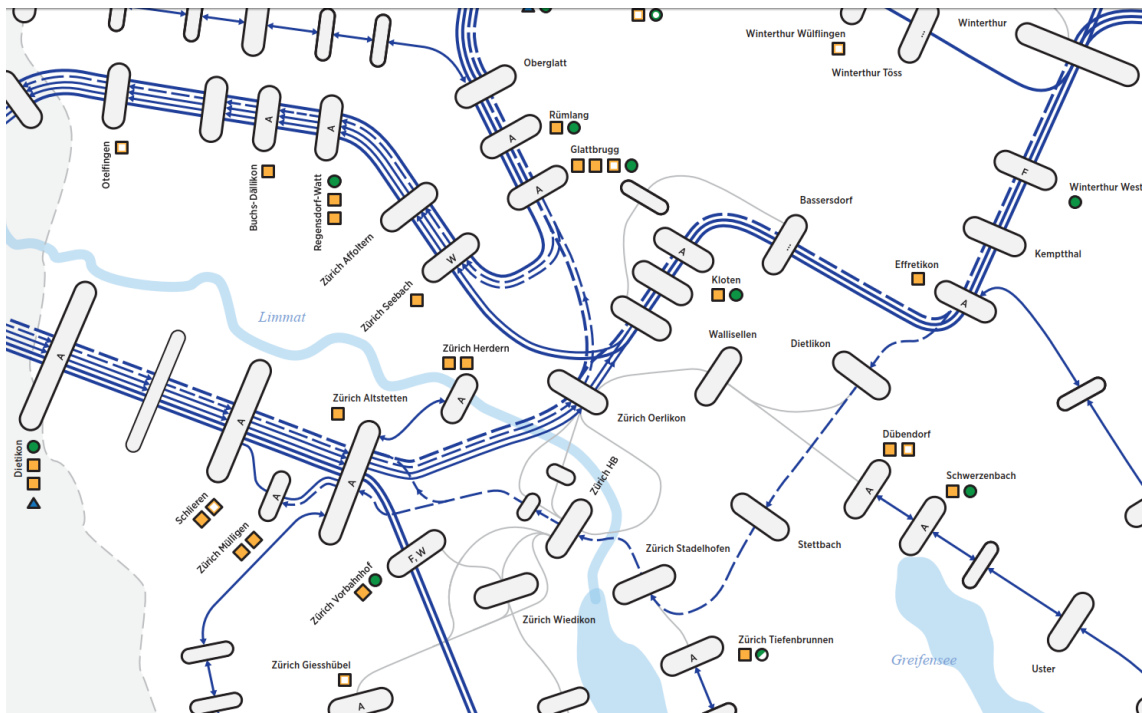 Oberglatt
Winterthur Wülflingen
Winterthur
...
Winterthur Töss
Rümlang
A
Glattbrugg
A
Otelfingen
Buchs-Dällikon
A
Regensdorf-Watt
A
Zürich Affoltern
W
Zürich Seebach
Bassersdorf
...
A
Kloten
F
Winterthur West
Kemptthal
Effretikon
A
Limmat
Wallisellen
Dietlikon
Zürich Herdern
A
Zürich Altstetten
A
Zürich Oerlikon
A
Dietikon
A
Schlieren
A
Zürich Mülligen
Zürich HB
Dübendorf
A
Schwerzenbach
A
Stettbach
Zürich Stadelhofen
F, W
Zürich Vorbahnhof
Zürich Wiedikon
Zürich Tiefenbrunnen
A
Greifensee
Uster
Zürich Giesshübel
A